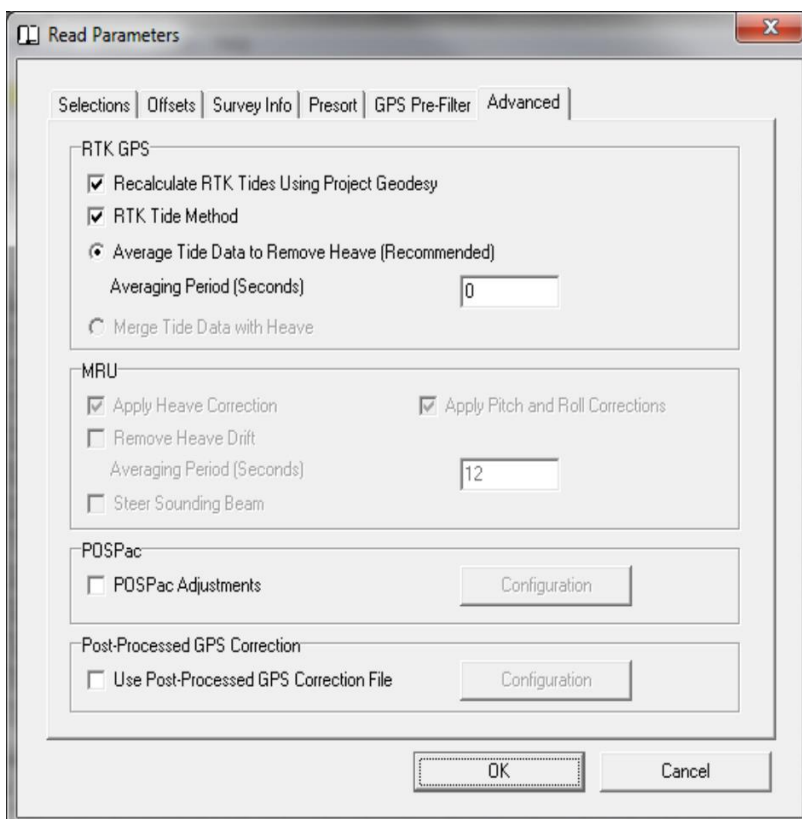 Read Parameters
Selections Offsets Survey Info Presort GPS Pre-Filter Advanced
RTK GPS
Recalculate RTK Tides Using Project Geodesy
RTK Tide Method
Average Tide Data to Remove Heave (Recommended)
Averaging Period (Seconds) 0
Merge Tide Data with Heave
MRU
Apply Heave Correction Apply Pitch and Roll Corrections
Remove Heave Drift
Averaging Period (Seconds) 12
Steer Sounding Beam
POSPac
POSPac Adjustments Configuration
Post-Processed GPS Correction
Use Post-Processed GPS Correction File Configuration
OK Cancel